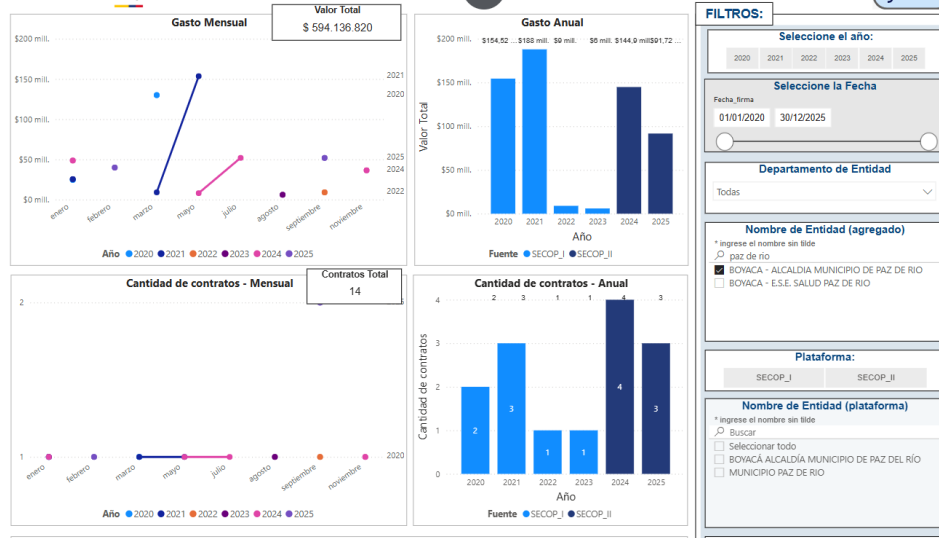 Gasto Mensual
Valor Total
$ 594.136.820
$200 mill.
$150 mill.
$100 mill.
$50 mill.
$0 mill.
2021
2020
2025
2024
2022
enero
febrero
marzo
mayo
julio
agosto
septiembre
noviembre
Año 2020 2021 2022 2023 2024 2025
Gasto Anual
Valor Total
$200 mill.
$150 mill.
$100 mill.
$50 mill.
$0 mill.
$154,52 ... $188 mill. $9 mill. $6 mill. $144,9 mill $91,72 ...
2020 2021 2022 2023 2024 2025
Año
Fuente SECOP_I SECOP_II
Cantidad de contratos - Mensual
Contratos Total
14
2
1
2020
enero
febrero
marzo
mayo
julio
agosto
septiembre
noviembre
Año 2020 2021 2022 2023 2024 2025
Cantidad de contratos - Anual
Cantidad de contratos
4
3
2
1
0
2 3 1 1 4 3
2 3 1 1 4 3
2020 2021 2022 2023 2024 2025
Año
Fuente SECOP_I SECOP_II
FILTROS:
Seleccione el año:
2020 2021 2022 2023 2024 2025
Seleccione la Fecha
Fecha_firma
01/01/2020 30/12/2025
Departamento de Entidad
Todas
Nombre de Entidad (agregado)
* ingrese el nombre sin tilde
paz de rio
BOYACA - ALCALDIA MUNICIPIO DE PAZ DE RIO
BOYACA - E.S.E. SALUD PAZ DE RIO
Plataforma:
SECOP_I SECOP_II
Nombre de Entidad (plataforma)
* ingrese el nombre sin tilde
Buscar
Seleccionar todo
BOYACÁ ALCALDÍA MUNICIPIO DE PAZ DEL RÍO
MUNICIPIO PAZ DE RIO